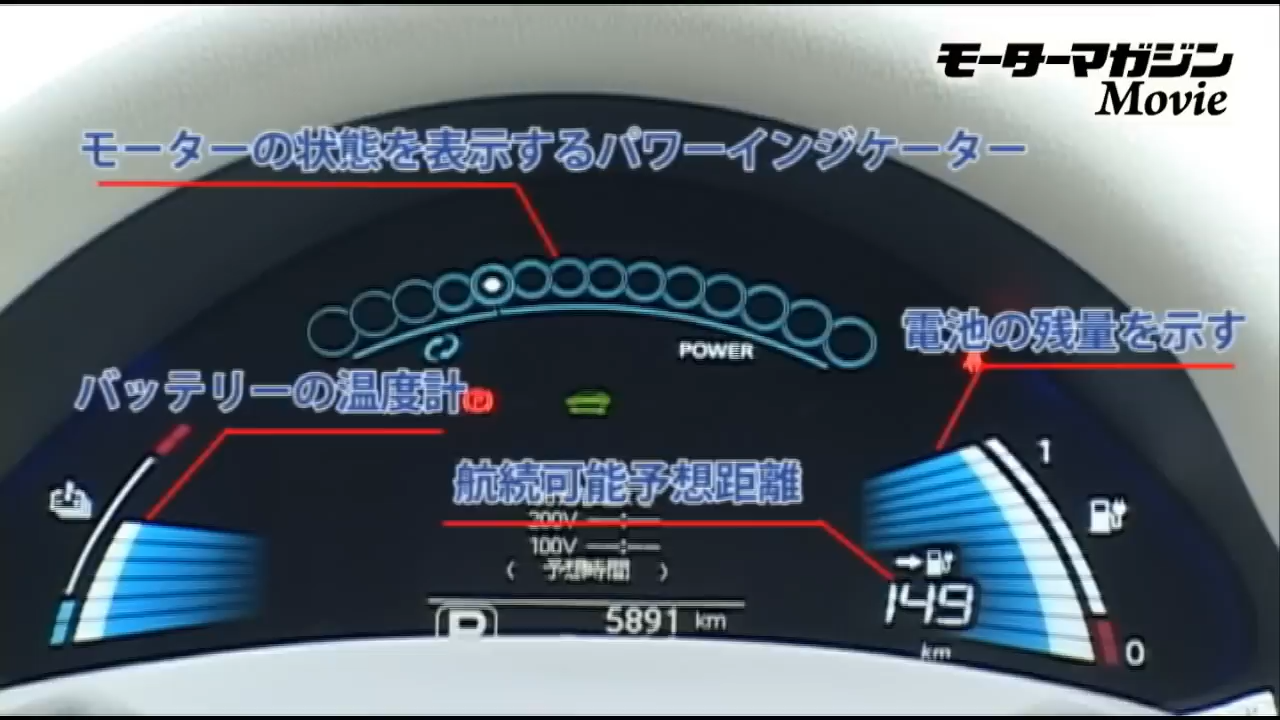 モーターマガジン
Movie
モーターの状態を表示するパワーインジケーター
POWER
電池の残量を示す
バッテリーの温度計
1
航続可能予想距離
200V --:--
100V --:--
〈 予想時間 〉
149
km
P
5891 km
0